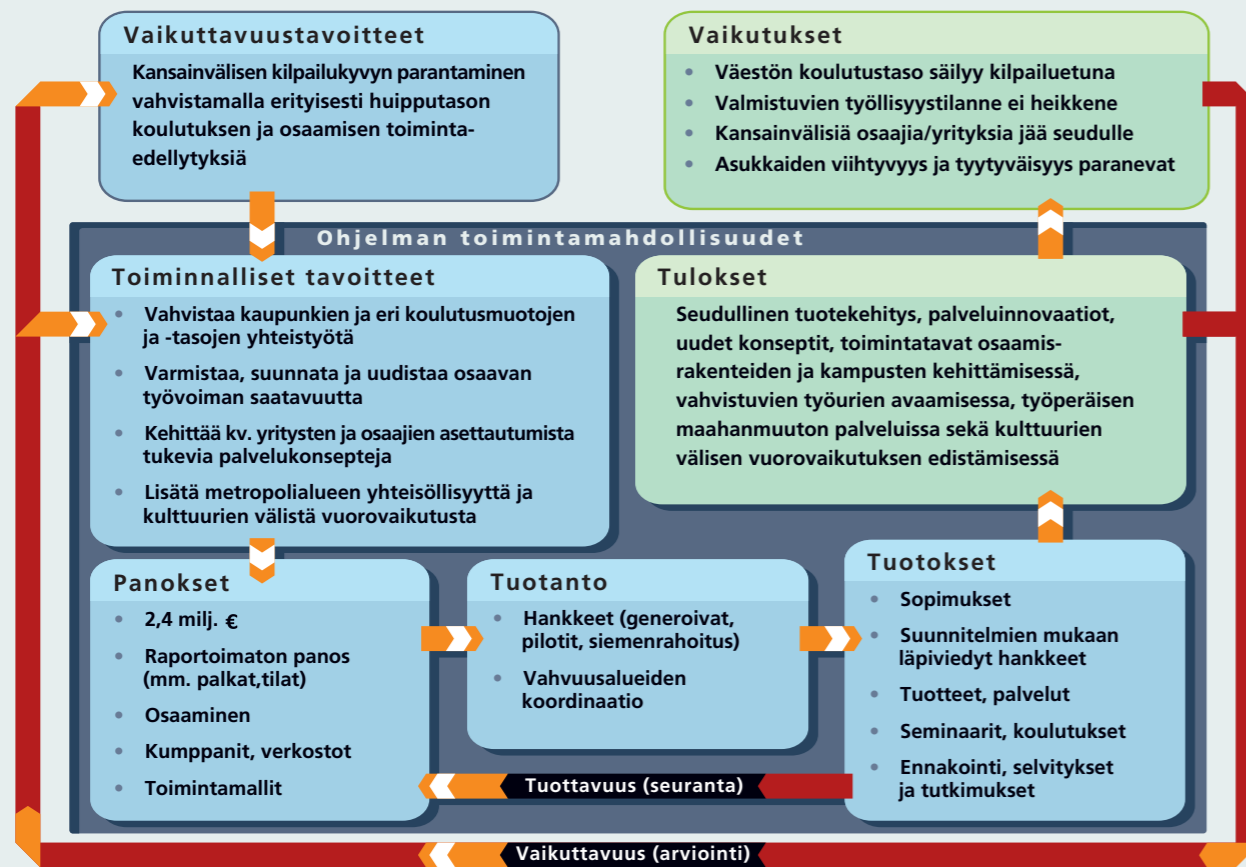 Vaikuttavuustavoitteet
Kansainvälisen kilpailukyvyn parantaminen
vahvistamalla erityisesti huipputason
koulutuksen ja osaamisen toiminta-
edellytyksiä
Vaikutukset
• Väestön koulutustaso säilyy kilpailuetuna
• Valmistuvien työllisyystilanne ei heikkene
• Kansainvälisiä osaajia/yrityksia jää seudulle
• Asukkaiden viihtyvyys ja tyytyväisyys paranevat
Ohjelman toimintamahdollisuudet
Toiminnalliset tavoitteet
• Vahvistaa kaupunkien ja eri koulutusmuotojen
ja -tasojen yhteistyötä
• Varmistaa, suunnata ja uudistaa osaavan
työvoiman saatavuutta
• Kehittää kv. yritysten ja osaajien asettautumista
tukevia palvelukonsepteja
• Lisätä metropolialueen yhteisöllisyyttä ja
kulttuurien välistä vuorovaikutusta
Tulokset
Seudullinen tuotekehitys, palveluinnovaatiot,
uudet konseptit, toimintatavat osaamis-
rakenteiden ja kampusten kehittämisessä,
vahvistuvien työurien avaamisessa, työperäisen
maahanmuuton palveluissa sekä kulttuurien
välisen vuorovaikutuksen edistämisessä
Panokset
• 2,4 milj. €
• Raportoimaton panos
(mm. palkat,tilat)
• Osaaminen
• Kumppanit, verkostot
• Toimintamallit
Tuotanto
• Hankkeet (generoivat,
pilotit, siemenrahoitus)
• Vahvuusalueiden
koordinaatio
Tuotokset
• Sopimukset
• Suunnitelmien mukaan
läpiviedyt hankkeet
• Tuotteet, palvelut
• Seminaarit, koulutukset
• Ennakointi, selvitykset
ja tutkimukset
Tuottavuus (seuranta)
Vaikuttavuus (arviointi)